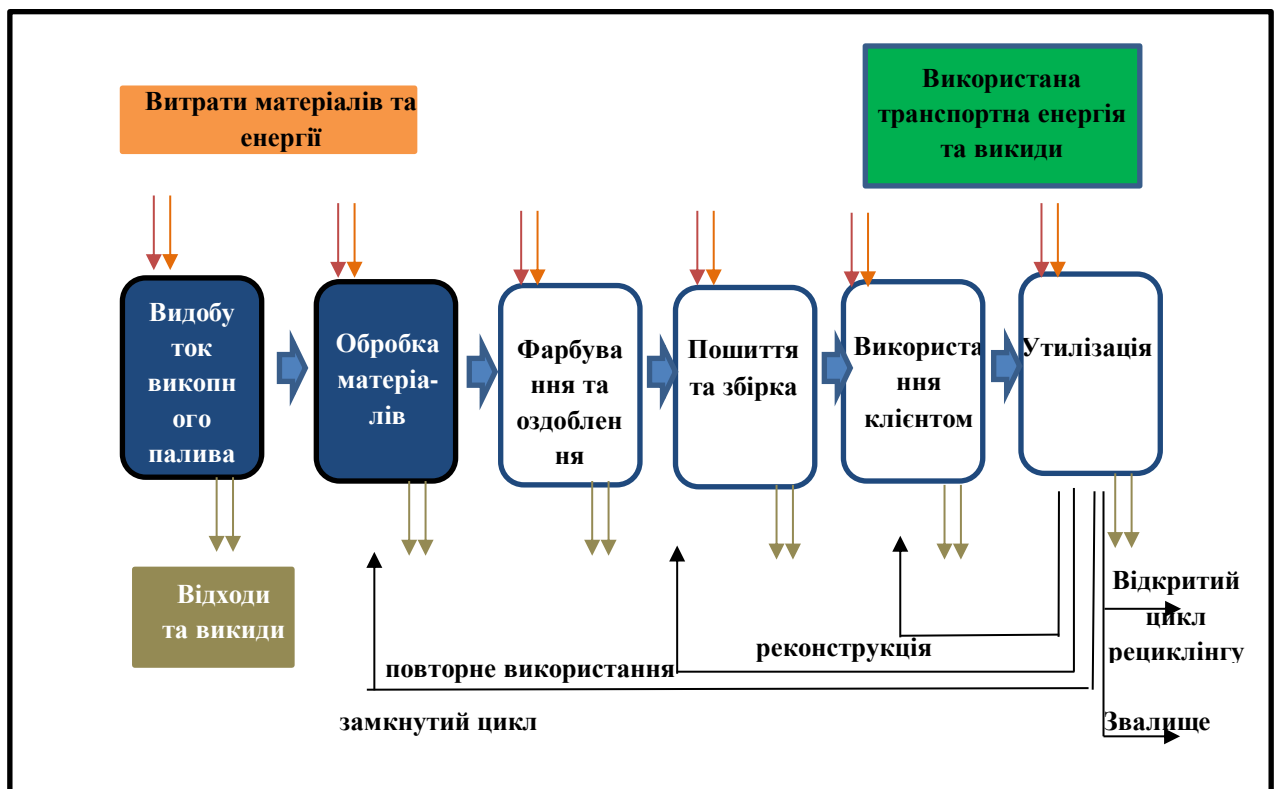 Витрати матеріалів та
енергії
Використана
транспортна енергія
та викиди
Видобу
ток
викопн
ого
палива
Обробка
матеріа-
лів
Фарбува
ння та
оздоблен
ня
Пошиття
та збірка
Використа
ння
клієнтом
Утилізація
Відходи
та викиди
Відкритий
цикл
рециклінгу
реконструкція
повторне використання
замкнутий цикл
Звалище